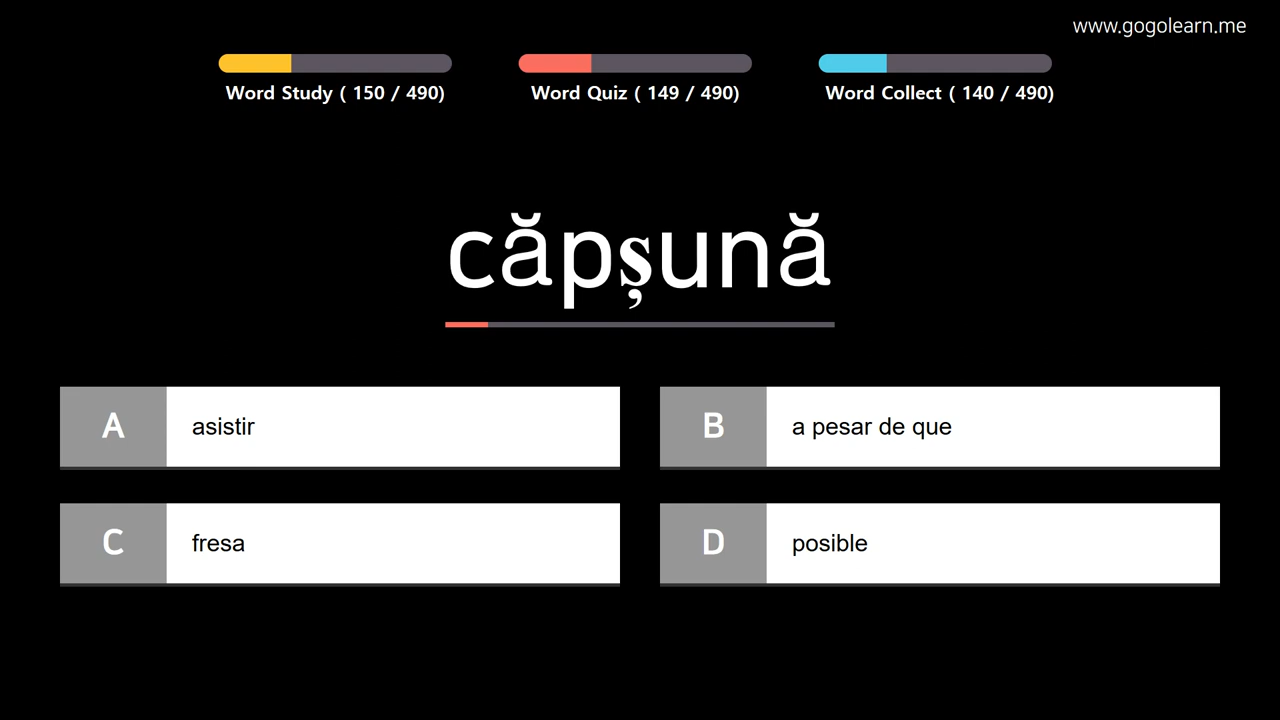 www.gogolearn.me
Word Study ( 150 / 490)
Word Quiz ( 149 / 490)
Word Collect ( 140 / 490)
căpșună
A asistir
B a pesar de que
C fresa
D posible